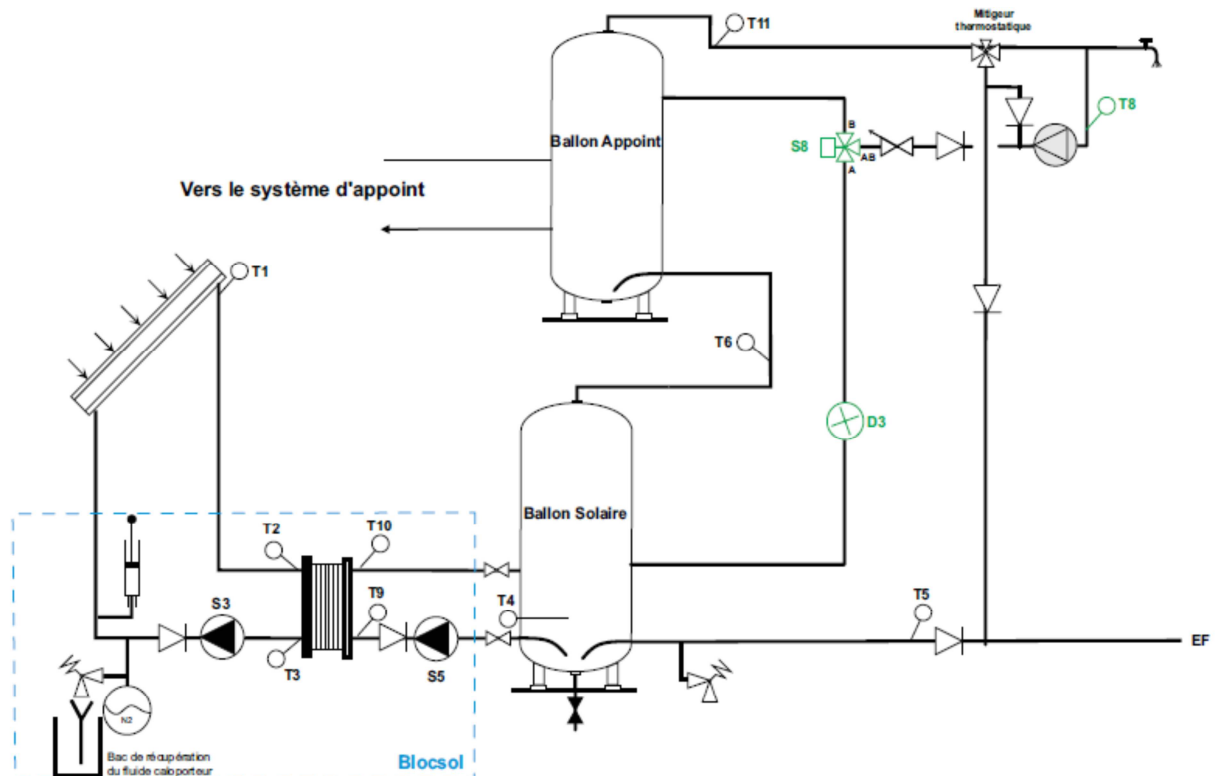 Mitigeur
thermostatique
T11
T8
Ballon Appoint
B
S8
AB
A
Vers le système d'appoint
T1
T6
D3
Ballon Solaire
T2
T10
T4
T9
T5
S3
EF
T3
S5
N2
Bac de récupération
du fluide caloporteur
Blocsol